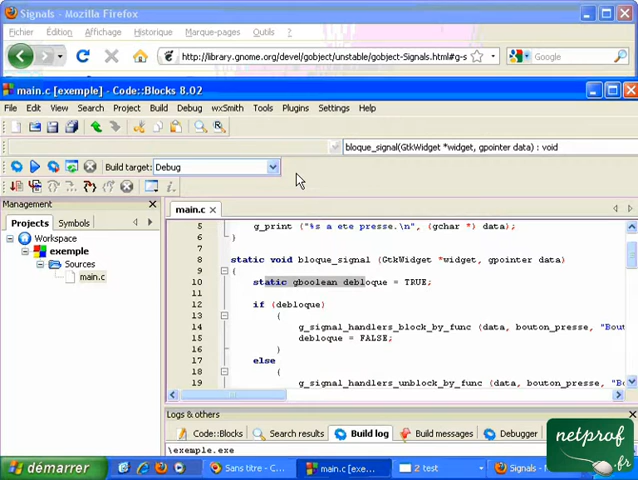 Signals - Mozilla Firefox
Fichier Édition Affichage Historique Marque-pages Outils ?
http://library.gnome.org/devel/gobject/unstable/gobject-Signals.html#g-s
Google
main.c [exemple] - Code::Blocks 8.02
File Edit View Search Project Build Debug wxSmith Tools Plugins Settings Help
bloque_signal(GtkWidget *widget, gpointer data) : void
Build target: Debug
Management
Projects Symbols
Workspace
exemple
Sources
main.c
main.c
5 g_print ("%s a ete presse.\n", (gchar *) data);
6 }
7
8 static void bloque_signal (GtkWidget *widget, gpointer data)
9 {
10 static gboolean debloque = TRUE;
11
12 if (debloque)
13 {
14 g_signal_handlers_block_by_func (data, bouton_presse, "Bou
15 debloque = FALSE;
16 }
17 else
18 {
19 g_signal_handlers_unblock_by_func (data, bouton_presse, "Bou
Logs & others
Code::Blocks Search results Build log Build messages Debugger
\exemple.exe
démarrer
Sans titre - C...
main.c [exe...
2 test
Signals - M
netprof
.fr